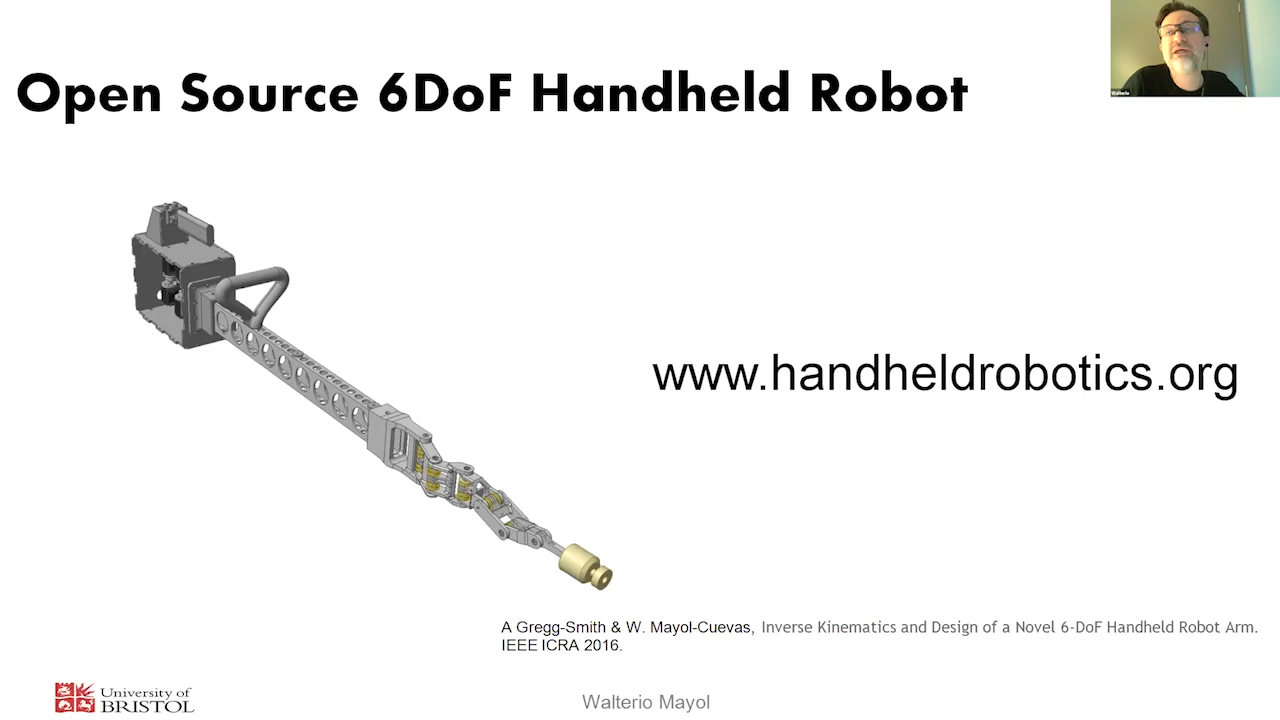 Open Source 6DoF Handheld Robot
Walterio
www.handheldrobotics.org
A Gregg-Smith & W. Mayol-Cuevas, Inverse Kinematics and Design of a Novel 6-DoF Handheld Robot Arm.
IEEE ICRA 2016.
University of
BRISTOL
Walterio Mayol